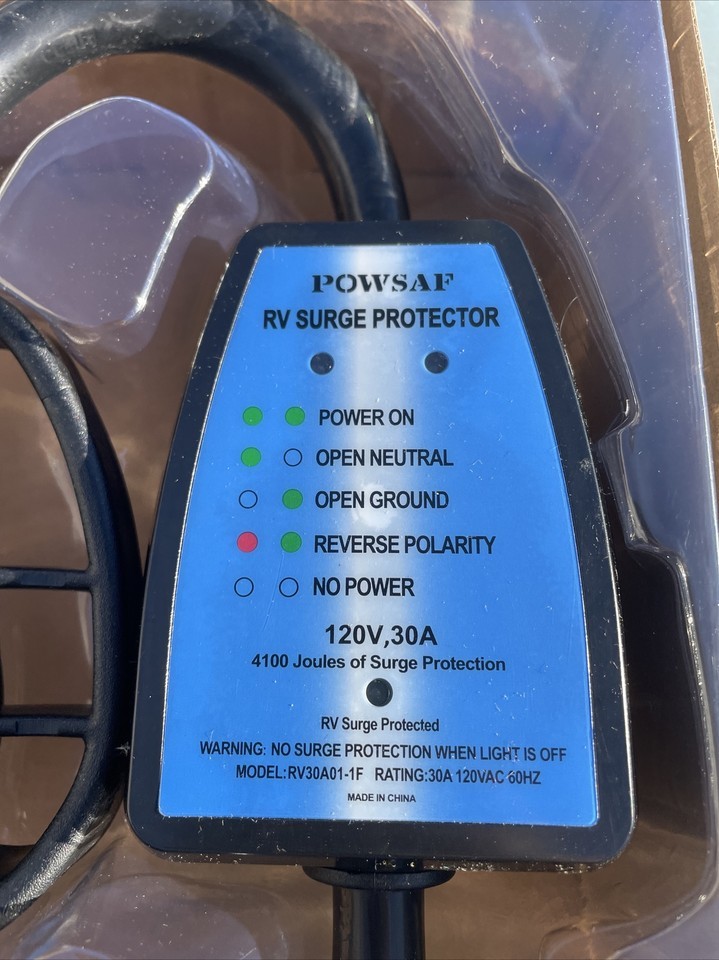 POWSAF
RV SURGE PROTECTOR
POWER ON
OPEN NEUTRAL
OPEN GROUND
REVERSE POLARITY
NO POWER
120V,30A
4100 Joules of Surge Protection
RV Surge Protected
WARNING: NO SURGE PROTECTION WHEN LIGHT IS OFF
MODEL:RV30A01-1F RATING:30A 120VAC 60HZ
MADE IN CHINA